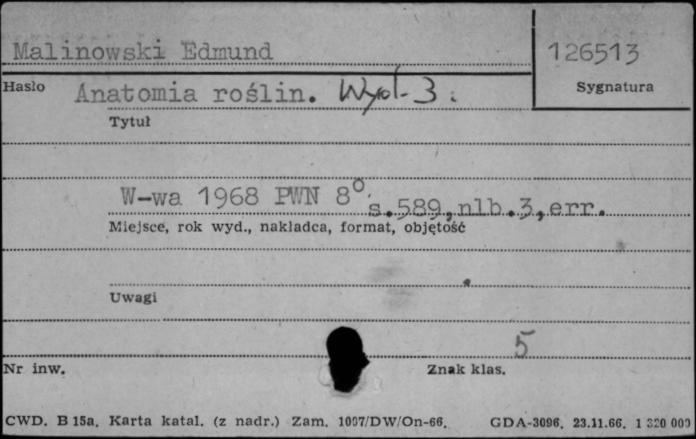 Malinowski Edmund
126513
Hasło
Sygnatura
Anatomia roślin. Wyd. 3.
Tytuł
W-wa 1968 PWN 8° s.589,nlb.3,err.
Miejsce, rok wyd., nakładca, format, objętość
Uwagi
5
Nr inw.
Znak klas.
CWD. B 15a. Karta katal. (z nadr.) Zam. 1007/DW/On-66. GDA-3096. 23.11.66. 1 320 000